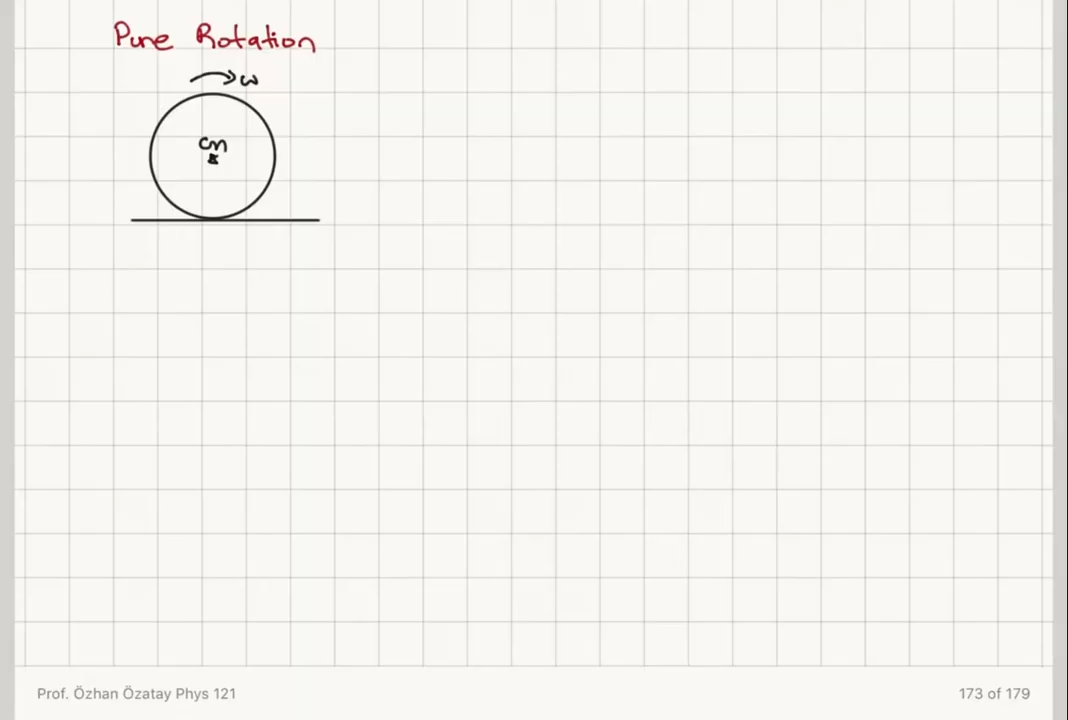 Pure Rotation
ω
cm
Prof. Özhan Özatay Phys 121
173 of 179